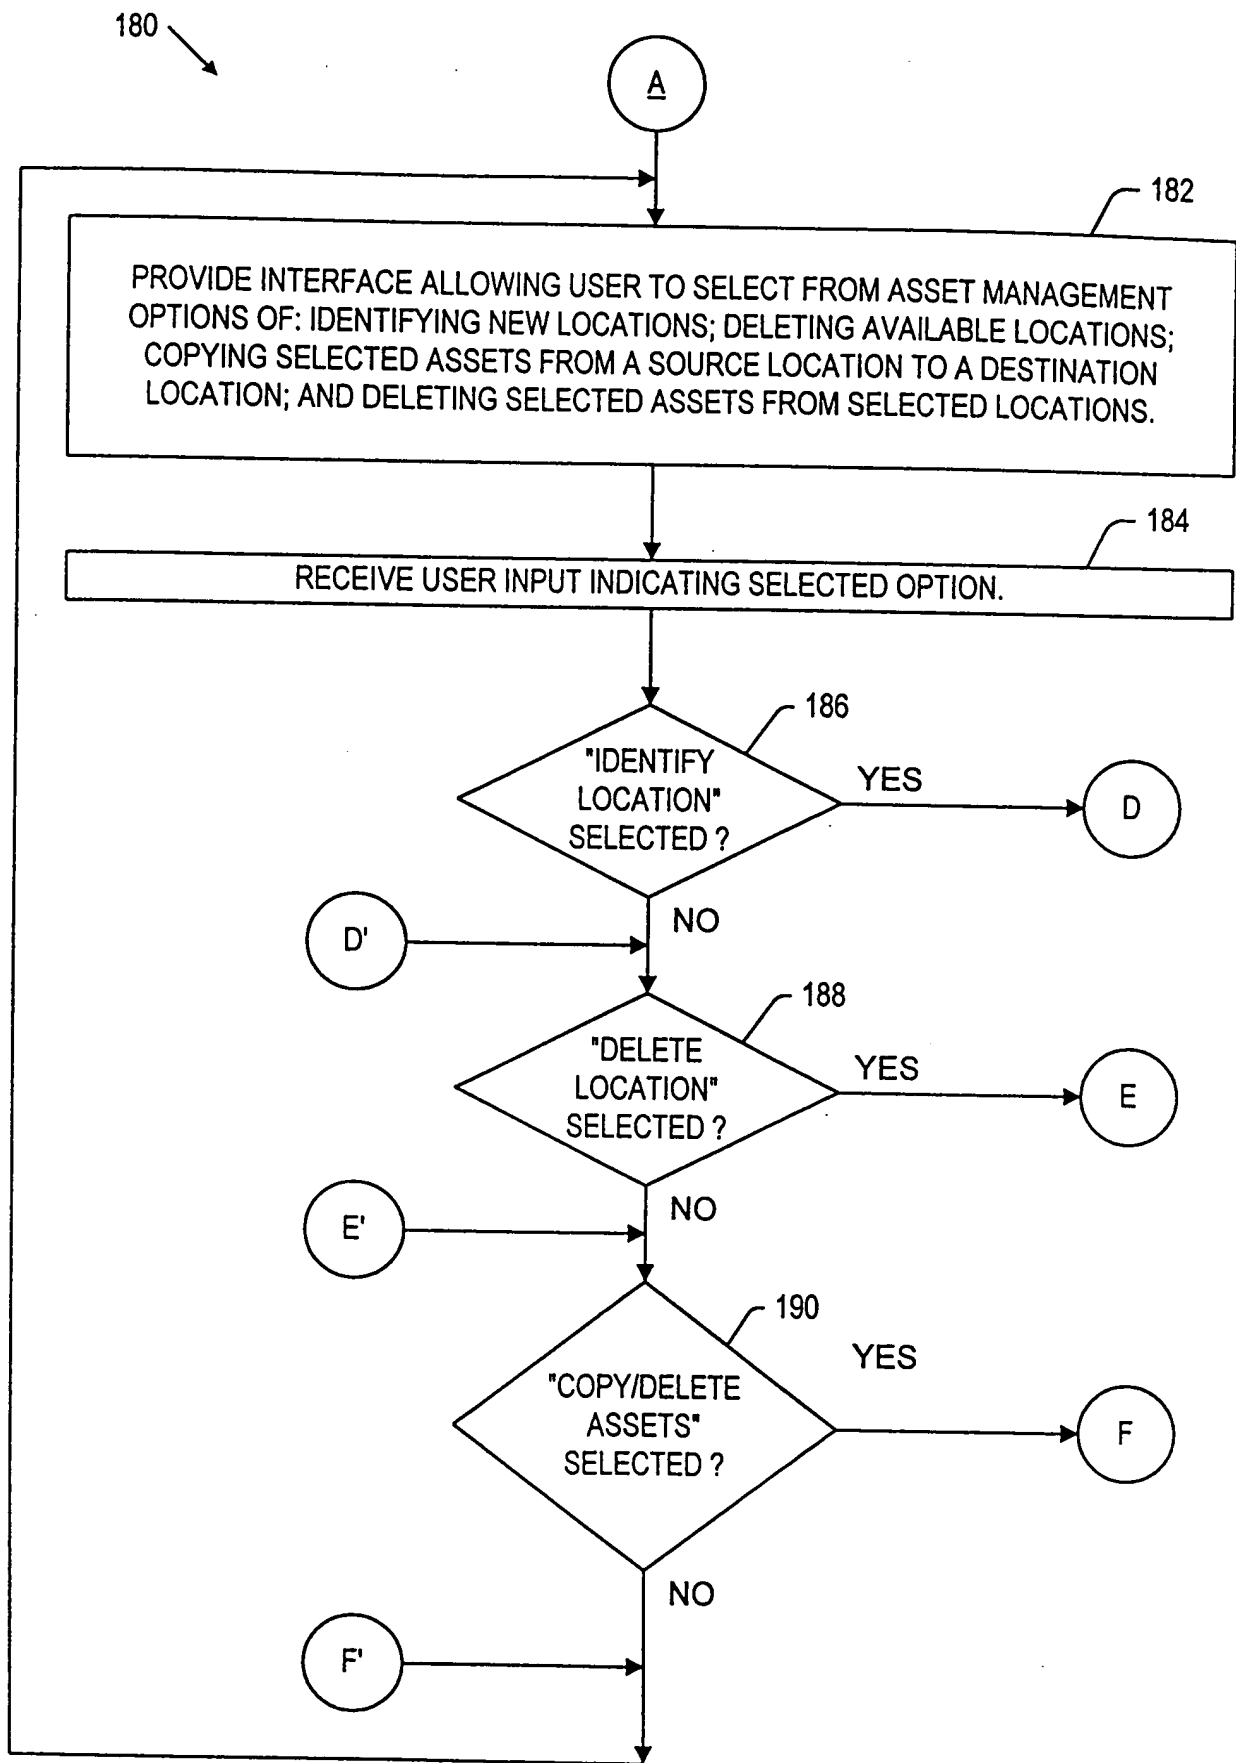 180
A
182
PROVIDE INTERFACE ALLOWING USER TO SELECT FROM ASSET MANAGEMENT
OPTIONS OF: IDENTIFYING NEW LOCATIONS; DELETING AVAILABLE LOCATIONS;
COPYING SELECTED ASSETS FROM A SOURCE LOCATION TO A DESTINATION
LOCATION; AND DELETING SELECTED ASSETS FROM SELECTED LOCATIONS.
184
RECEIVE USER INPUT INDICATING SELECTED OPTION.
186
"IDENTIFY
LOCATION"
SELECTED ?
YES
D
NO
D'
188
"DELETE
LOCATION"
SELECTED ?
YES
E
NO
E'
190
"COPY/DELETE
ASSETS"
SELECTED ?
YES
F
NO
F'